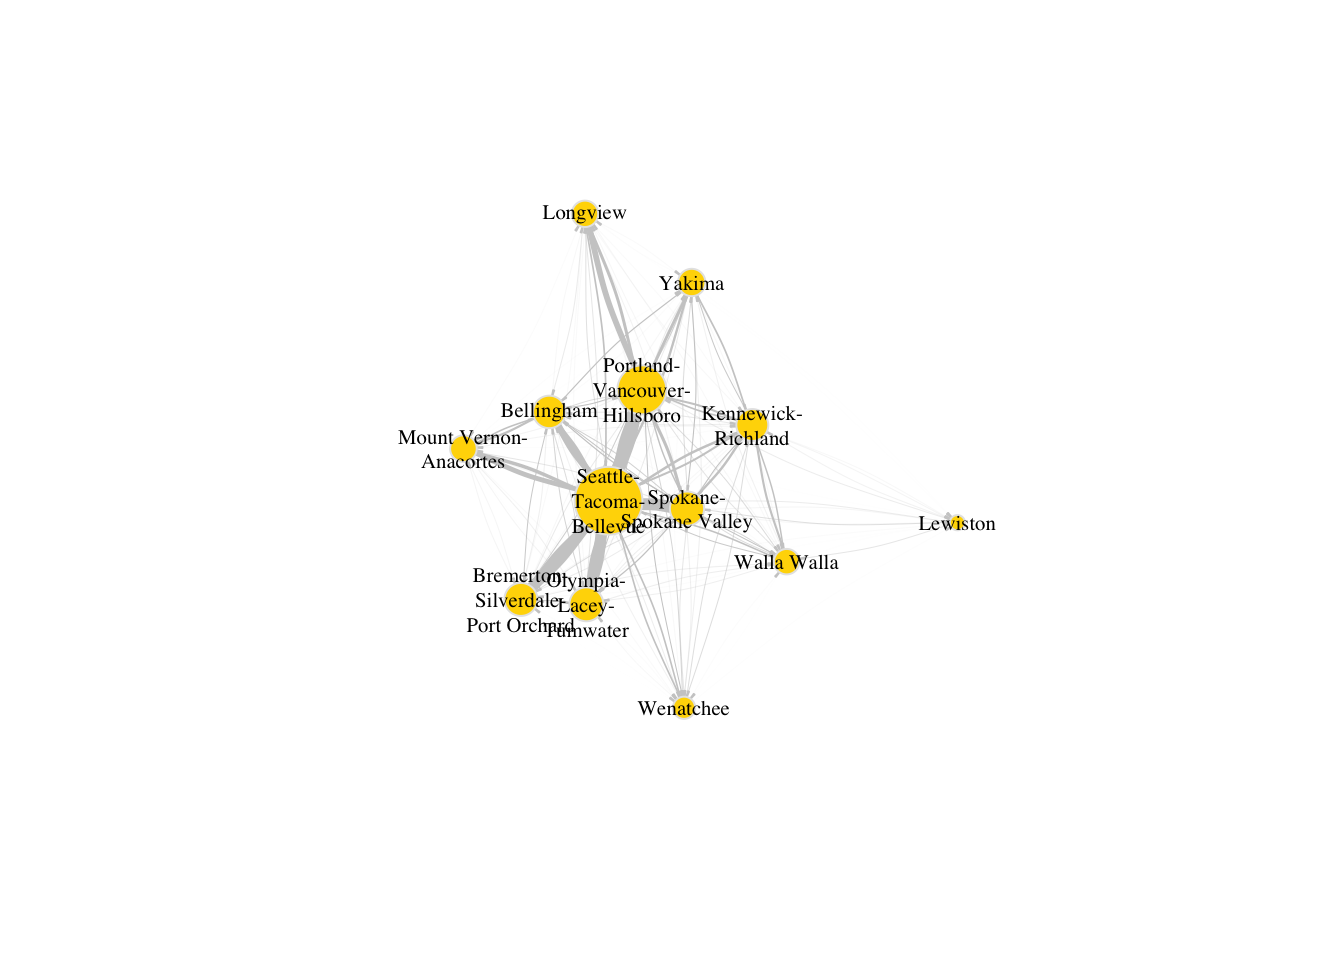 Longview
Yakima
Portland-
Vancouver-
Hillsboro
Bellingham
Kennewick-
Richland
Mount Vernon-
Anacortes
Seattle-
Tacoma-
Bellevue
Spokane-
Spokane Valley
Lewiston
Walla Walla
Bremerton-
Silverdale-
Port Orchard
Olympia-
Lacey-
Tumwater
Wenatchee